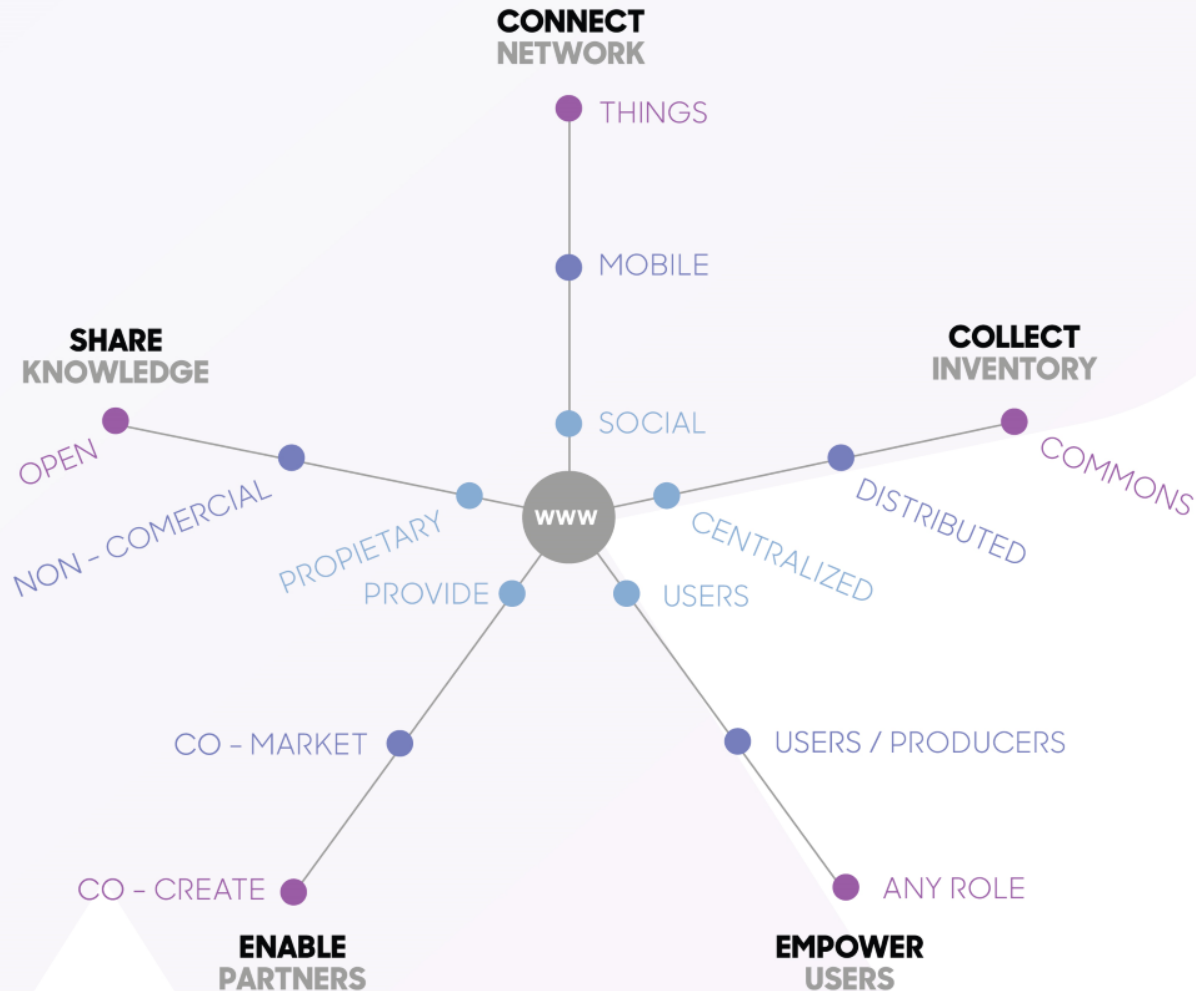 CONNECT
NETWORK
THINGS
MOBILE
SOCIAL
SHARE
KNOWLEDGE
OPEN
NON - COMERCIAL
PROPIETARY
COLLECT
INVENTORY
COMMONS
DISTRIBUTED
CENTRALIZED
WWW
PROVIDE
CO - MARKET
CO - CREATE
ENABLE
PARTNERS
USERS
USERS / PRODUCERS
ANY ROLE
EMPOWER
USERS